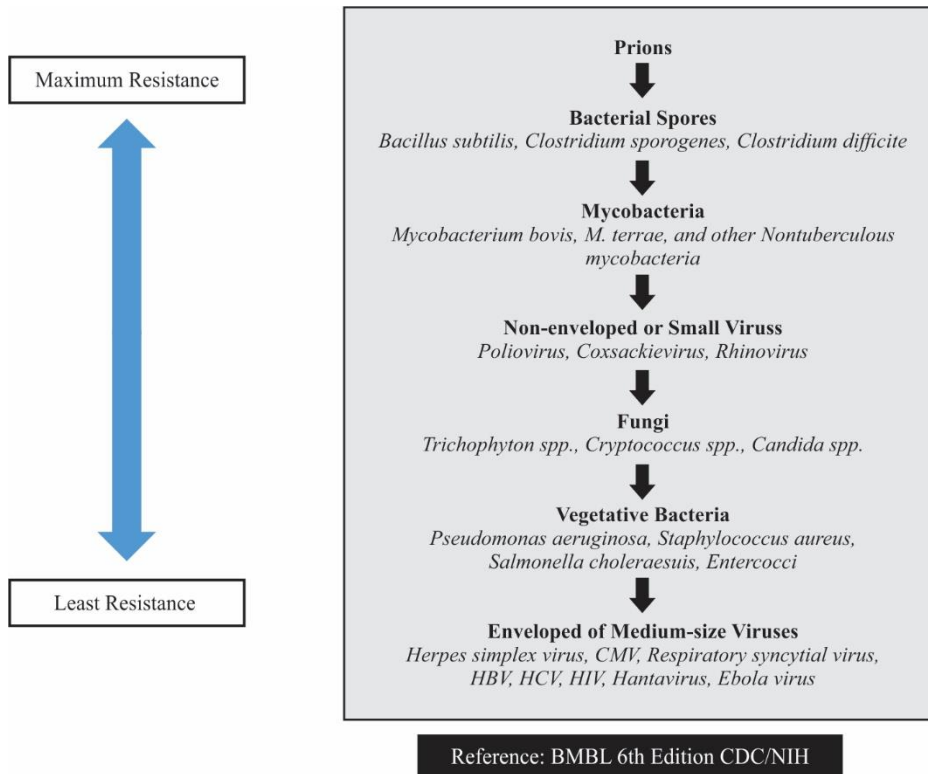 Maximum Resistance
Least Resistance
Prions
Bacterial Spores
Bacillus subtilis, Clostridium sporogenes, Clostridium difficite
Mycobacteria
Mycobacterium bovis, M. terrae, and other Nontuberculous
mycobacteria
Non-enveloped or Small Viruss
Poliovirus, Coxsackievirus, Rhinovirus
Fungi
Trichophyton spp., Cryptococcus spp., Candida spp.
Vegetative Bacteria
Pseudomonas aeruginosa, Staphylococcus aureus,
Salmonella choleraesuis, Entercocci
Enveloped of Medium-size Viruses
Herpes simplex virus, CMV, Respiratory syncytial virus,
HBV, HCV, HIV, Hantavirus, Ebola virus
Reference: BMBL 6th Edition CDC/NIH